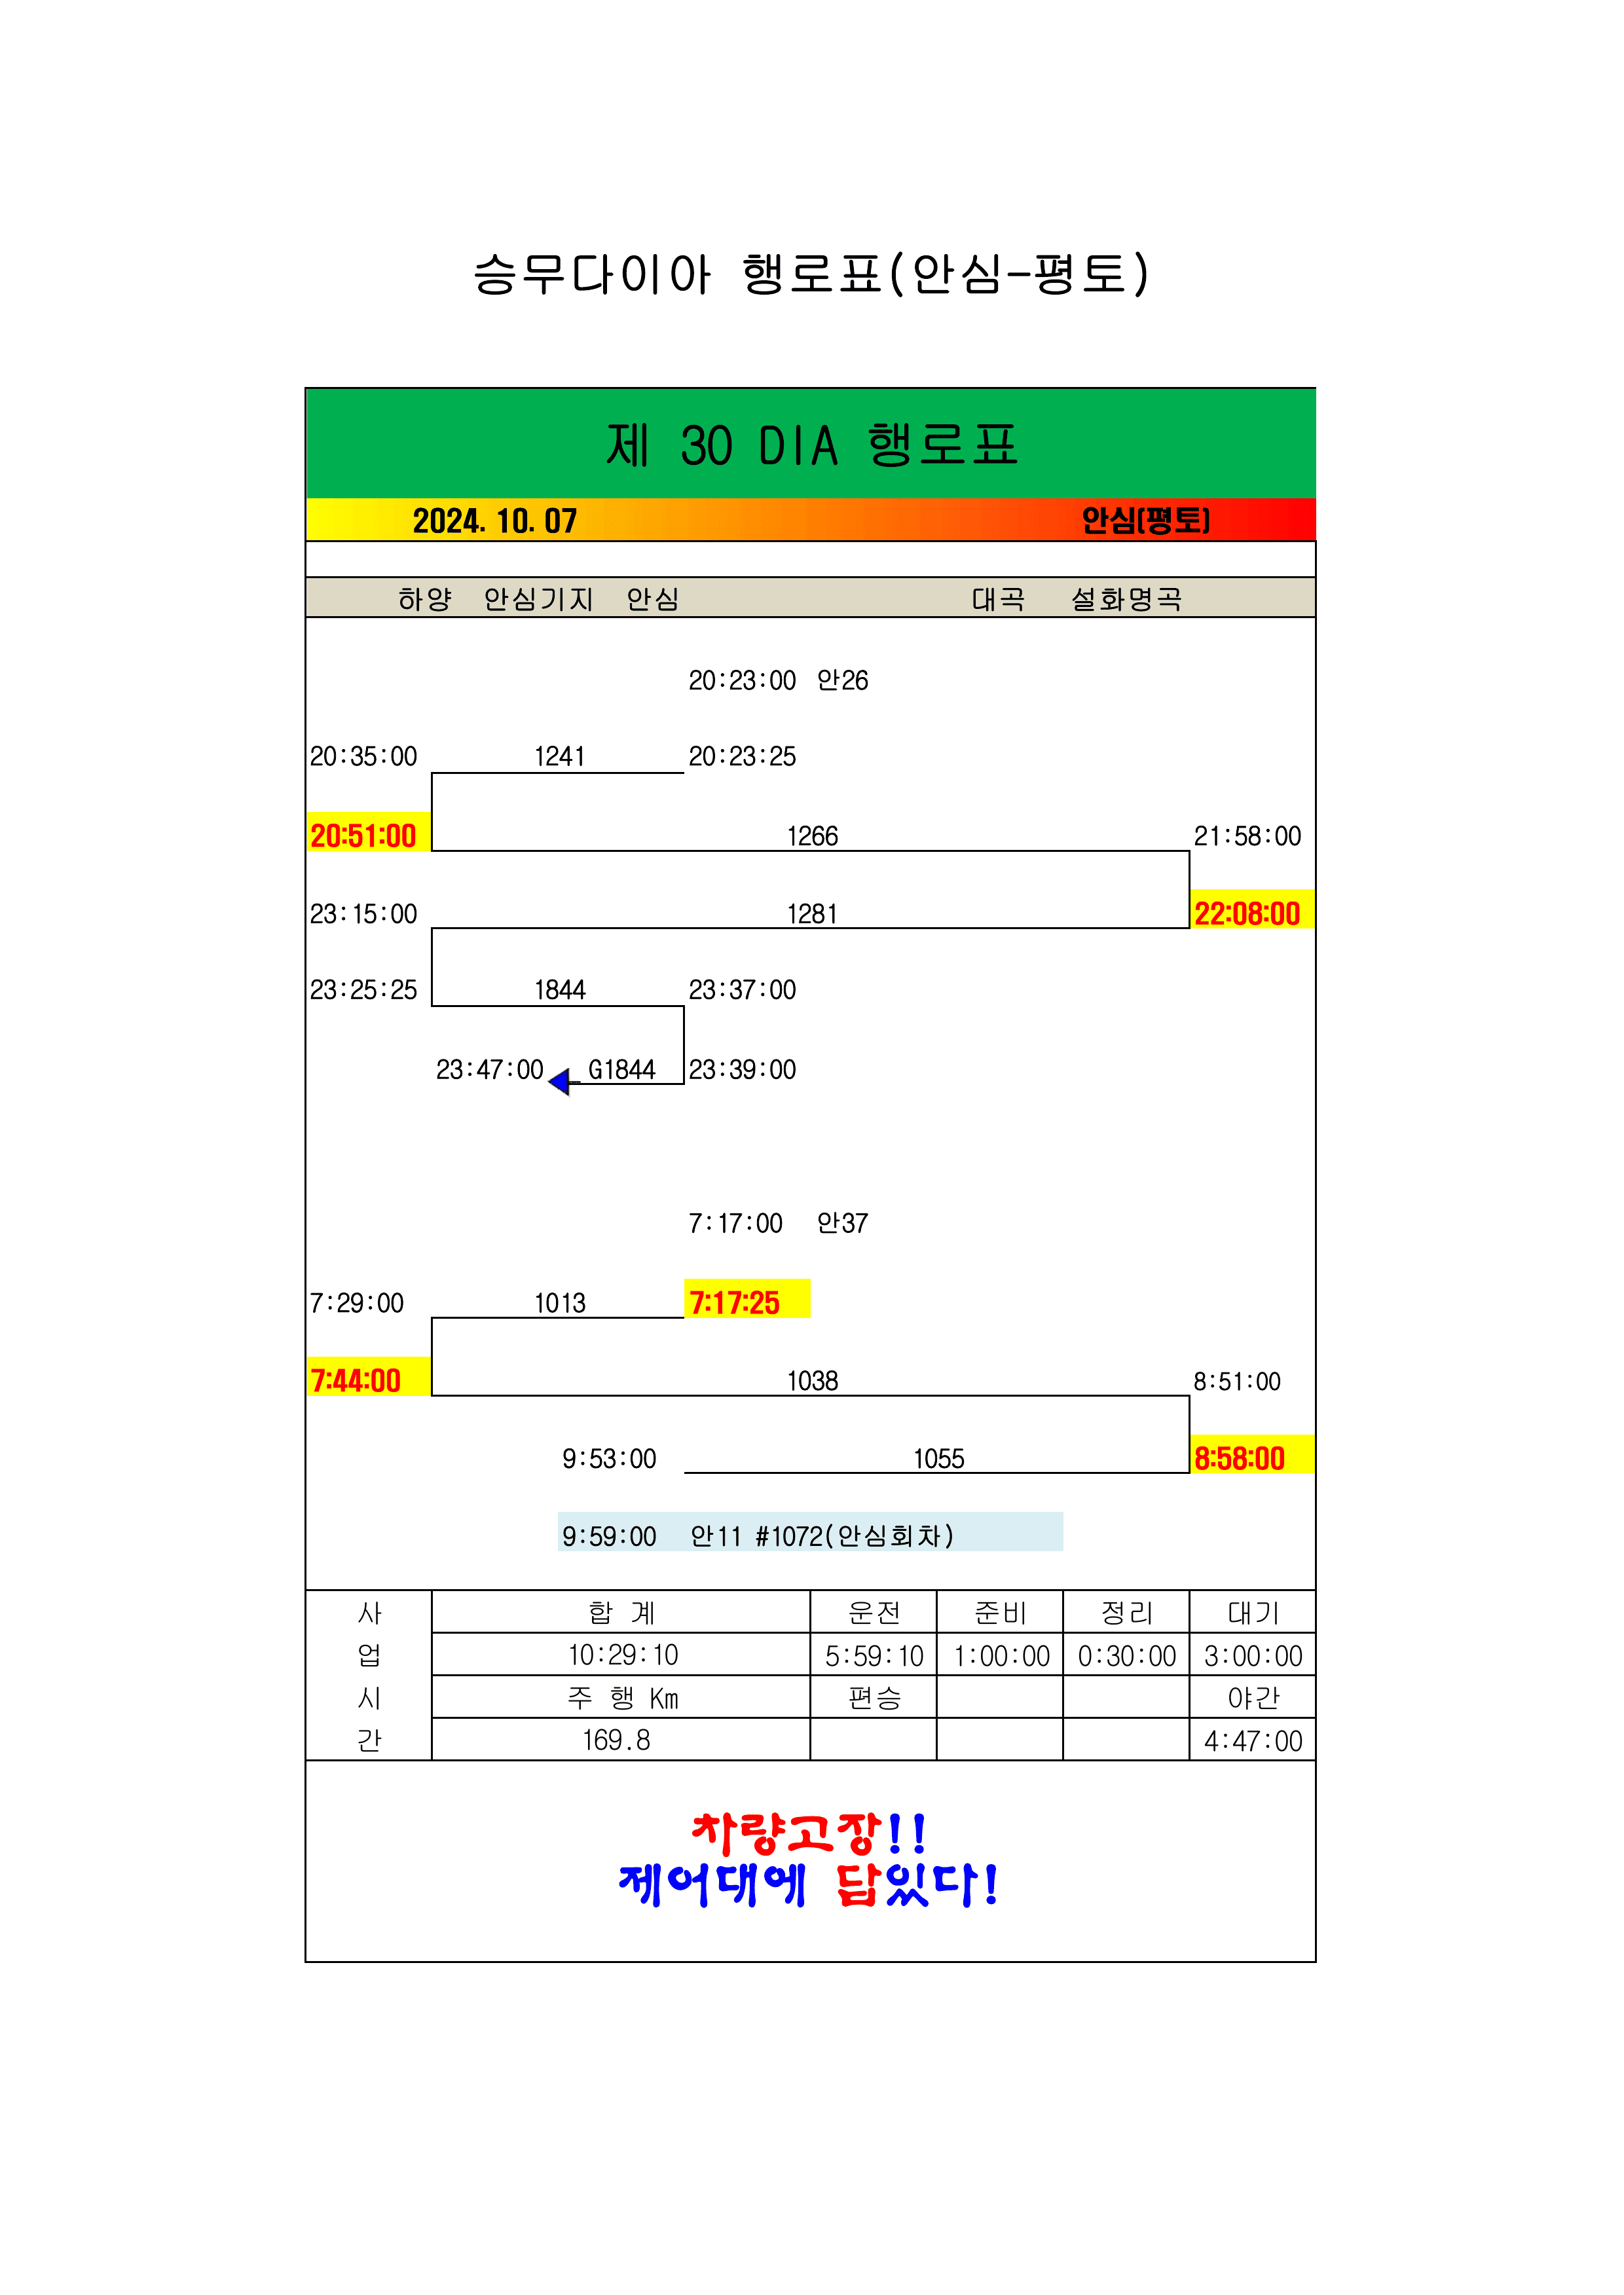 승무다이아 행로표(안심-평토)
제 30 DIA 행로표
2024. 10. 07 안심(평토)
하양 안심기지 안심 대곡 설화명곡
20:23:00 안26
20:35:00 1241 20:23:25
20:51:00 1266 21:58:00
23:15:00 1281 22:08:00
23:25:25 1844 23:37:00
23:47:00 G1844 23:39:00
7:17:00 안37
7:29:00 1013 7:17:25
7:44:00 1038 8:51:00
9:53:00 1055 8:58:00
9:59:00 안11 #1072(안심회차)
사 합 계 운전 준비 정리 대기
업 10:29:10 5:59:10 1:00:00 0:30:00 3:00:00
시 주 행 Km 편승 야간
간 169.8 4:47:00
차량고장!!
제어대에 답있다!